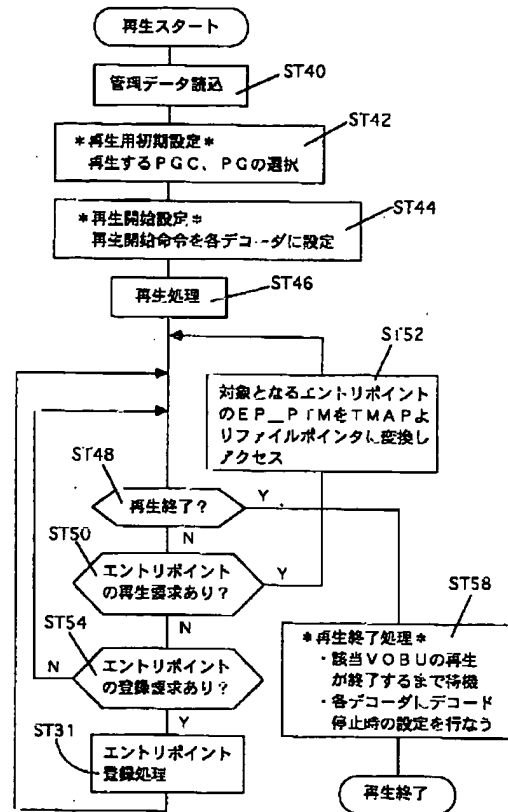 再生スタート
管理データ読込
ST40
＊再生用初期設定＊
再生するＰＧＣ、ＰＧの選択
ST42
＊再生開始設定＊
再生開始命令を各デコーダに設定
ST44
再生処理
ST46
ST52
対象となるエントリポイント
のＥＰ＿ＰＴＭをＴＭＡＰよ
りファイルポインタに変換し
アクセス
ST48
再生終了？
Y
N
ST50
エントリポイント
の再生要求あり？
Y
N
ST54
エントリポイント
の登録要求あり？
N
Y
ST31
エントリポイント
登録処理
ST58
＊再生終了処理＊
・該当ＶＯＢＵの再生
が終了するまで待機
・各デコーダにデコード
停止時の設定を行なう
再生終了